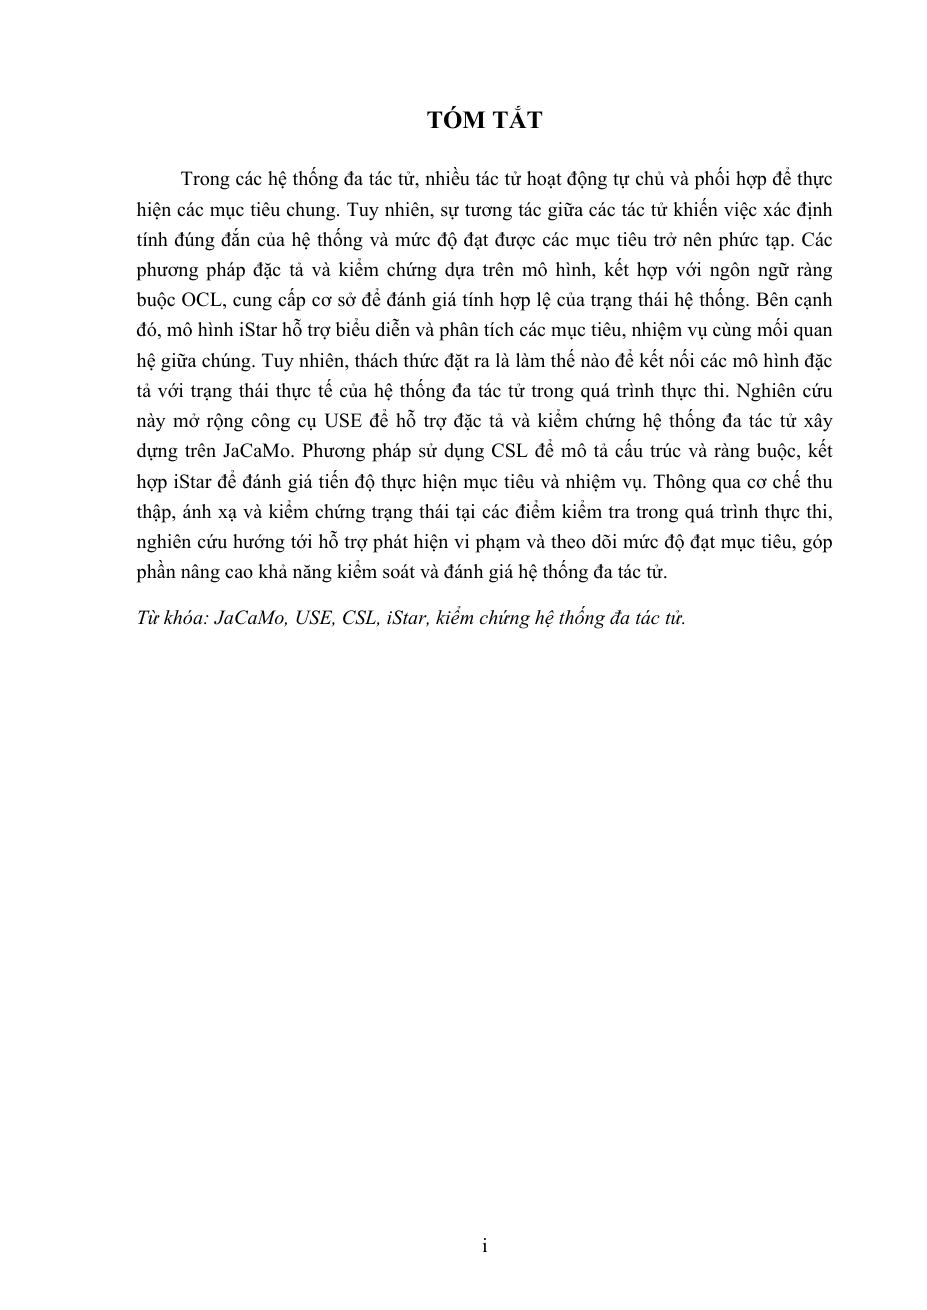 TÓM TẮT
Trong các hệ thống đa tác tử, nhiều tác tử hoạt động tự chủ và phối hợp để thực
hiện các mục tiêu chung. Tuy nhiên, sự tương tác giữa các tác tử khiến việc xác định
tính đúng đắn của hệ thống và mức độ đạt được các mục tiêu trở nên phức tạp. Các
phương pháp đặc tả và kiểm chứng dựa trên mô hình, kết hợp với ngôn ngữ ràng
buộc OCL, cung cấp cơ sở để đánh giá tính hợp lệ của trạng thái hệ thống. Bên cạnh
đó, mô hình iStar hỗ trợ biểu diễn và phân tích các mục tiêu, nhiệm vụ cùng mối quan
hệ giữa chúng. Tuy nhiên, thách thức đặt ra là làm thế nào để kết nối các mô hình đặc
tả với trạng thái thực tế của hệ thống đa tác tử trong quá trình thực thi. Nghiên cứu
này mở rộng công cụ USE để hỗ trợ đặc tả và kiểm chứng hệ thống đa tác tử xây
dựng trên JaCaMo. Phương pháp sử dụng CSL để mô tả cấu trúc và ràng buộc, kết
hợp iStar để đánh giá tiến độ thực hiện mục tiêu và nhiệm vụ. Thông qua cơ chế thu
thập, ánh xạ và kiểm chứng trạng thái tại các điểm kiểm tra trong quá trình thực thi,
nghiên cứu hướng tới hỗ trợ phát hiện vi phạm và theo dõi mức độ đạt mục tiêu, góp
phần nâng cao khả năng kiểm soát và đánh giá hệ thống đa tác tử.
Từ khóa: JaCaMo, USE, CSL, iStar, kiểm chứng hệ thống đa tác tử.
i